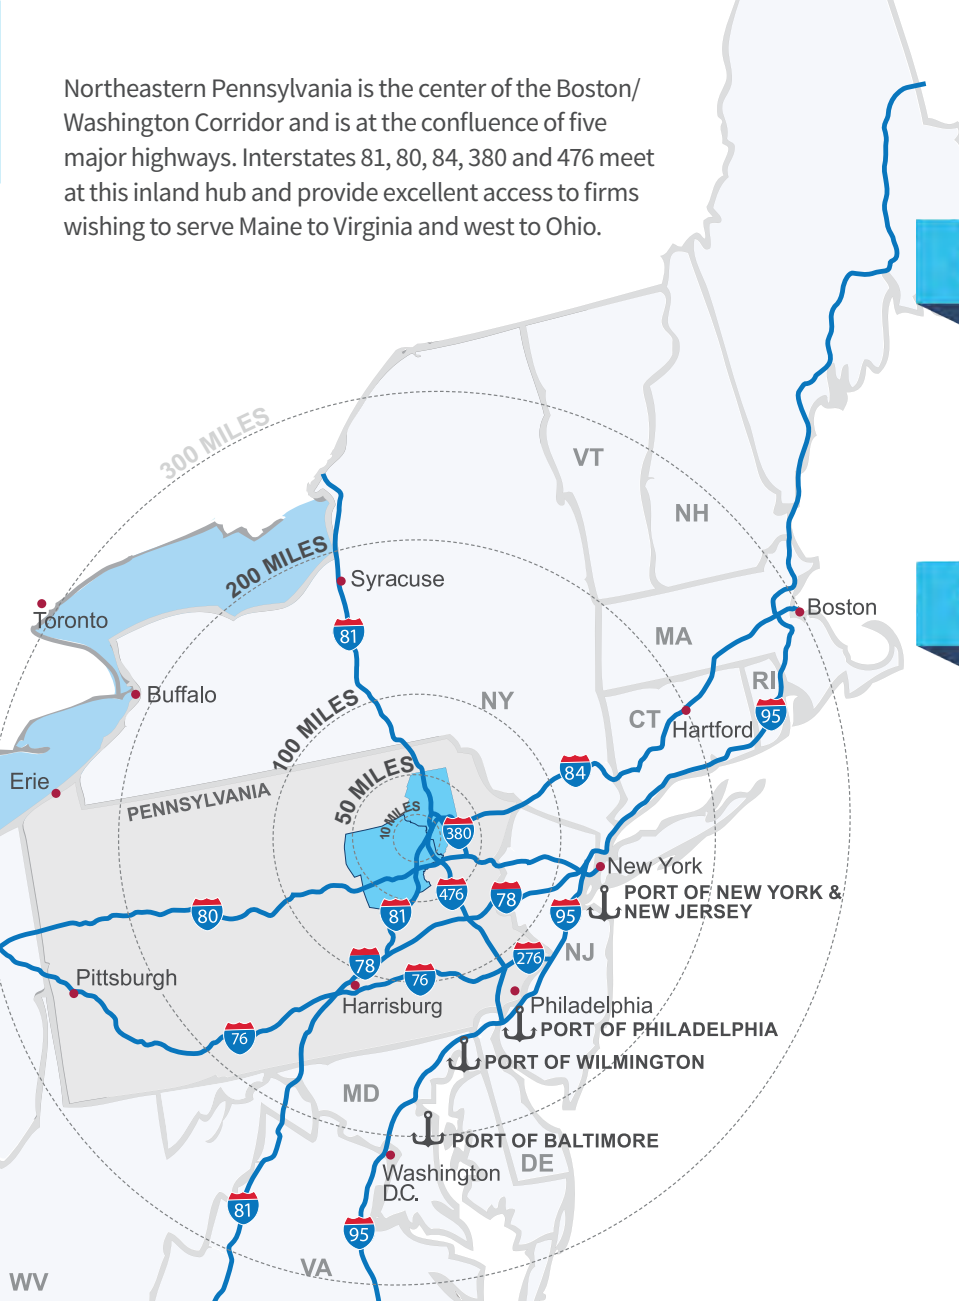 Northeastern Pennsylvania is the center of the Boston/
Washington Corridor and is at the confluence of five
major highways. Interstates 81, 80, 84, 380 and 476 meet
at this inland hub and provide excellent access to firms
wishing to serve Maine to Virginia and west to Ohio.
300 MILES
VT
NH
200 MILES
Syracuse
Toronto
Boston
81
MA
Buffalo
RI
NY
100 MILES
CT
95
Hartford
84
50 MILES
Erie
PENNSYLVANIA
10 MILES
380
New York
PORT OF NEW YORK &
NEW JERSEY
476
78
80
81
95
NJ
276
78
76
Pittsburgh
Harrisburg
Philadelphia
PORT OF PHILADELPHIA
76
PORT OF WILMINGTON
MD
PORT OF BALTIMORE
DE
Washington
D.C.
81
95
VA
WV